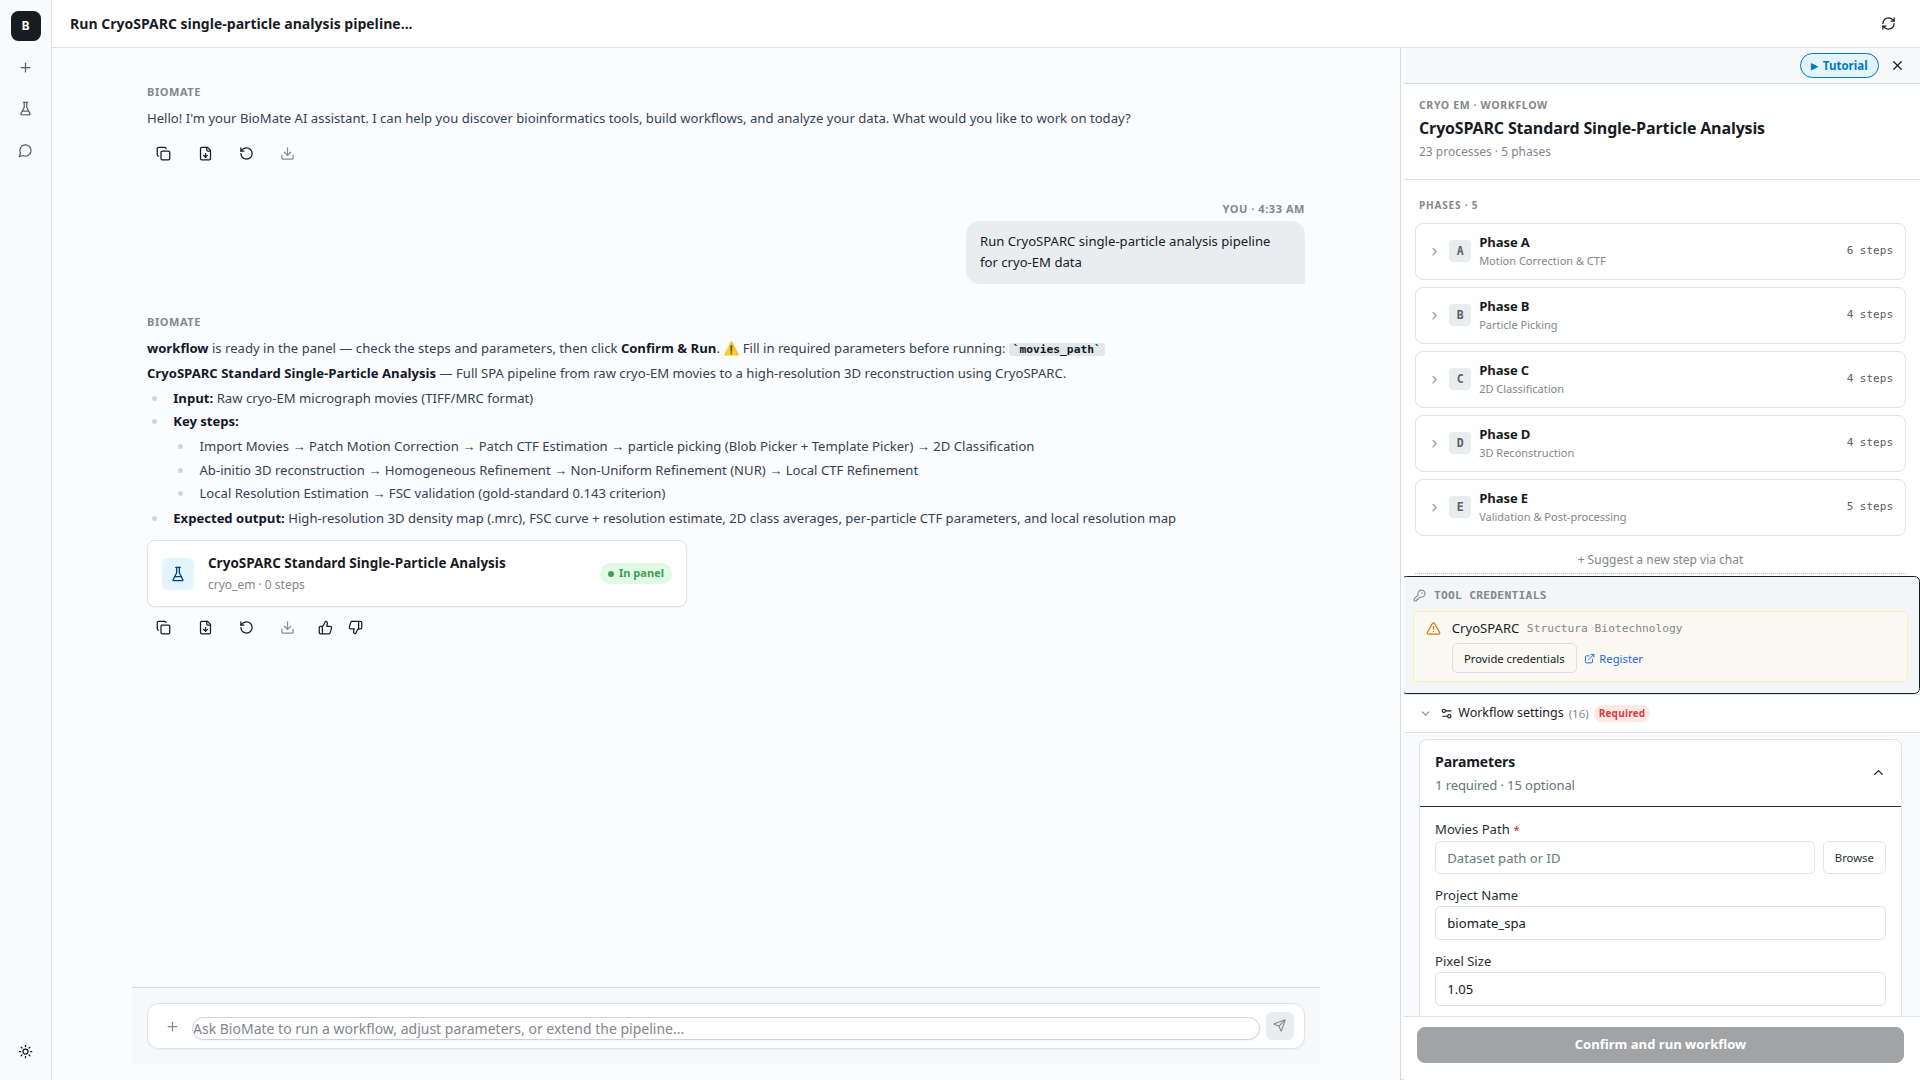 B
Run CryoSPARC single-particle analysis pipeline...
BIOMATE
Hello! I'm your BioMate AI assistant. I can help you discover bioinformatics tools, build workflows, and analyze your data. What would you like to work on today?
YOU · 4:33 AM
Run CryoSPARC single-particle analysis pipeline
for cryo-EM data
BIOMATE
workflow is ready in the panel — check the steps and parameters, then click Confirm & Run. ⚠️ Fill in required parameters before running: `movies_path`
CryoSPARC Standard Single-Particle Analysis — Full SPA pipeline from raw cryo-EM movies to a high-resolution 3D reconstruction using CryoSPARC.
Input: Raw cryo-EM micrograph movies (TIFF/MRC format)
Key steps:
Import Movies → Patch Motion Correction → Patch CTF Estimation → particle picking (Blob Picker + Template Picker) → 2D Classification
Ab-initio 3D reconstruction → Homogeneous Refinement → Non-Uniform Refinement (NUR) → Local CTF Refinement
Local Resolution Estimation → FSC validation (gold-standard 0.143 criterion)
Expected output: High-resolution 3D density map (.mrc), FSC curve + resolution estimate, 2D class averages, per-particle CTF parameters, and local resolution map
CryoSPARC Standard Single-Particle Analysis
cryo_em · 0 steps
In panel
Ask BioMate to run a workflow, adjust parameters, or extend the pipeline...
Tutorial
CRYO EM · WORKFLOW
CryoSPARC Standard Single-Particle Analysis
23 processes · 5 phases
PHASES · 5
A
Phase A
Motion Correction & CTF
6 steps
B
Phase B
Particle Picking
4 steps
C
Phase C
2D Classification
4 steps
D
Phase D
3D Reconstruction
4 steps
E
Phase E
Validation & Post-processing
5 steps
+ Suggest a new step via chat
TOOL CREDENTIALS
CryoSPARC Structura Biotechnology
Provide credentials
Register
Workflow settings (16) Required
Parameters
1 required · 15 optional
Movies Path *
Dataset path or ID
Browse
Project Name
biomate_spa
Pixel Size
1.05
Confirm and run workflow